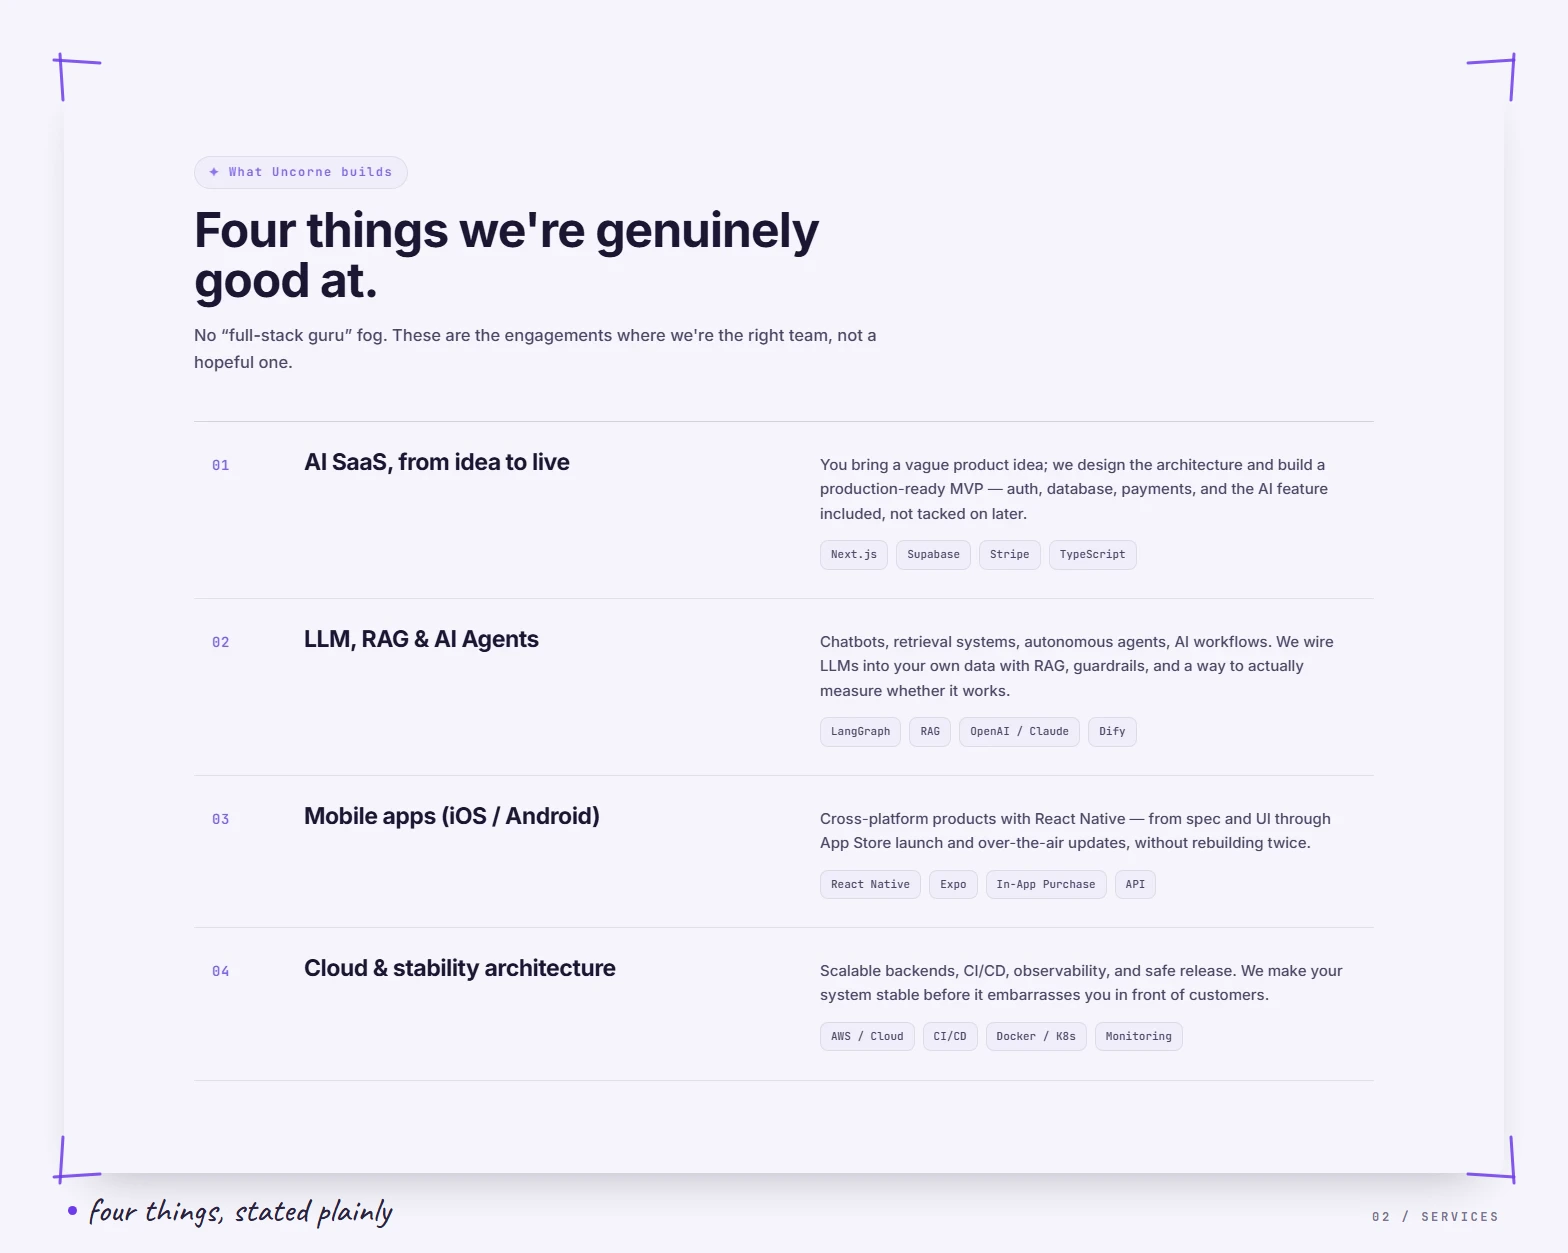 ✦ What Uncorne builds
Four things we're genuinely
good at.
No “full-stack guru” fog. These are the engagements where we're the right team, not a
hopeful one.
01
AI SaaS, from idea to live
You bring a vague product idea; we design the architecture and build a
production-ready MVP — auth, database, payments, and the AI feature
included, not tacked on later.
Next.js Supabase Stripe TypeScript
02
LLM, RAG & AI Agents
Chatbots, retrieval systems, autonomous agents, AI workflows. We wire
LLMs into your own data with RAG, guardrails, and a way to actually
measure whether it works.
LangGraph RAG OpenAI / Claude Dify
03
Mobile apps (iOS / Android)
Cross-platform products with React Native — from spec and UI through
App Store launch and over-the-air updates, without rebuilding twice.
React Native Expo In-App Purchase API
04
Cloud & stability architecture
Scalable backends, CI/CD, observability, and safe release. We make your
system stable before it embarrasses you in front of customers.
AWS / Cloud CI/CD Docker / K8s Monitoring
four things, stated plainly
02 / SERVICES